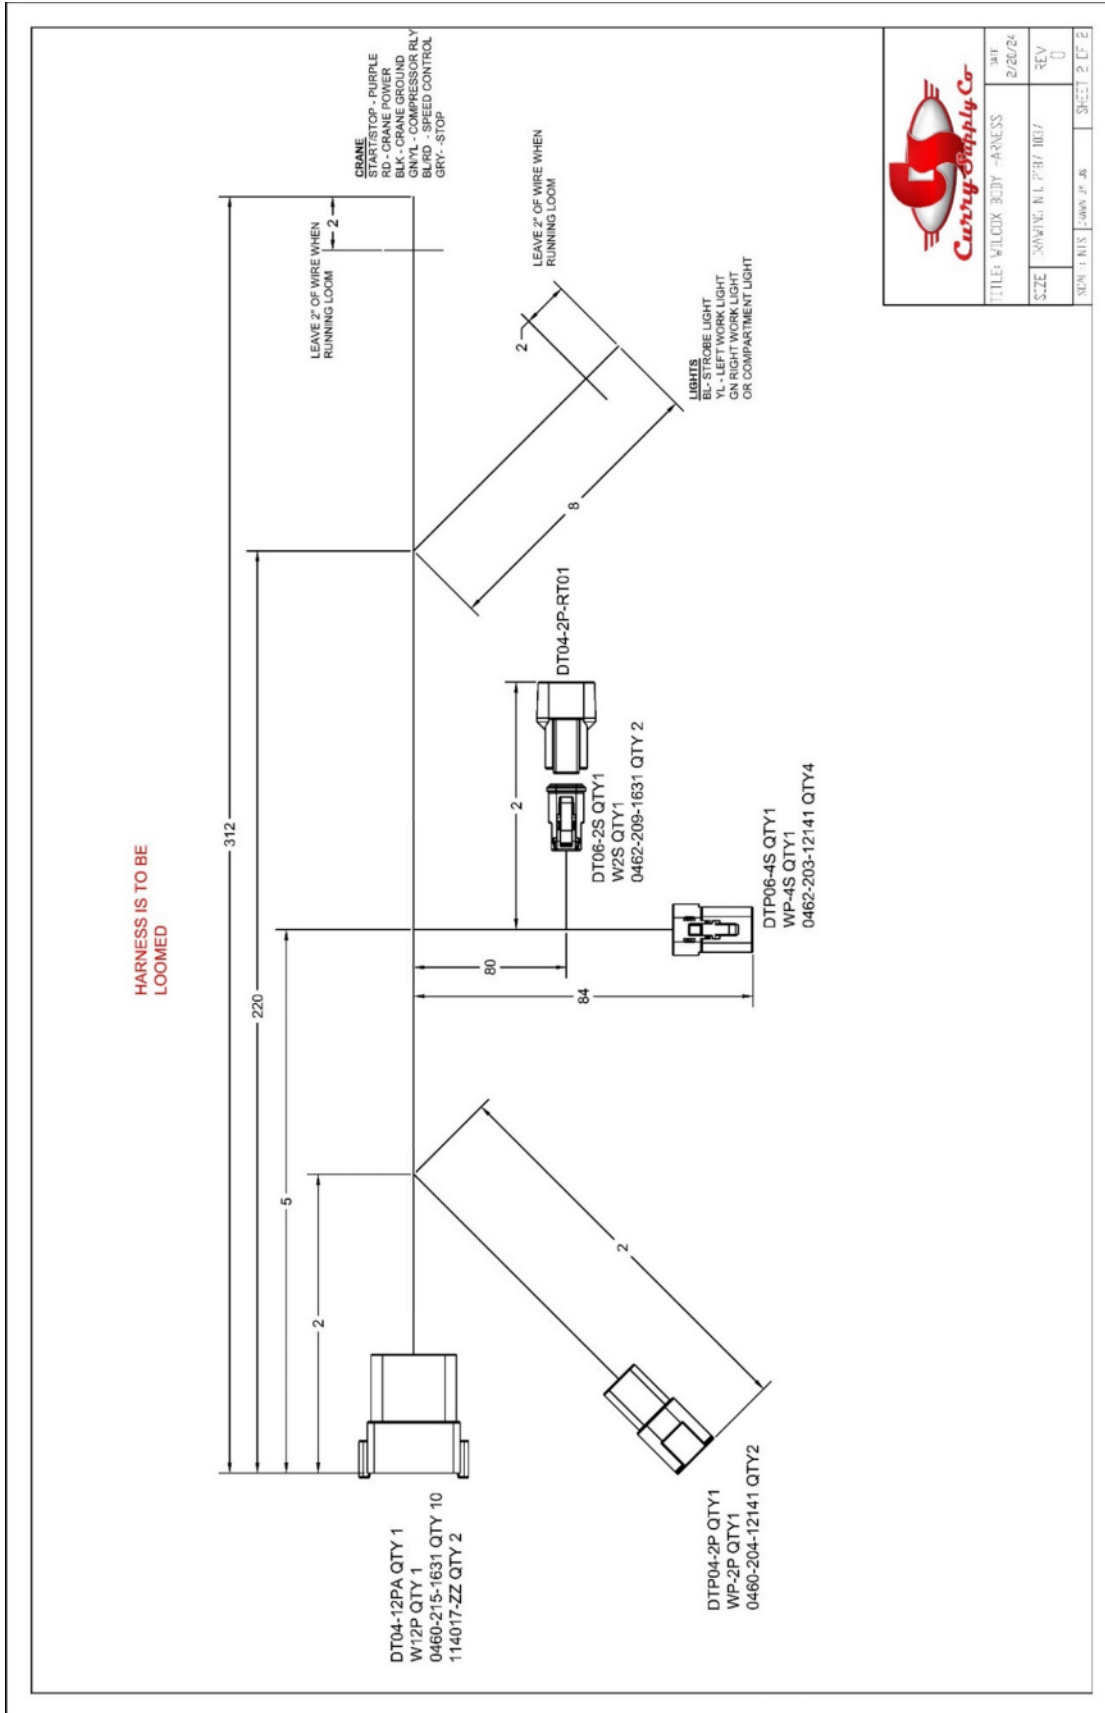 HARNESS IS TO BE
LOOMED
312
220
5
2
2
LEAVE 2" OF WIRE WHEN
RUNNING LOOM
CRANE
START/STOP - PURPLE
RD - CRANE POWER
BLK - CRANE GROUND
GN/YL - COMPRESSOR RLY
BL/RD - SPEED CONTROL
GRY- -STOP
LEAVE 2" OF WIRE WHEN
RUNNING LOOM
2
8
LIGHTS
BL- STROBE LIGHT
YL - LEFT WORK LIGHT
GN RIGHT WORK LIGHT
OR COMPARTMENT LIGHT
2
80
84
2
DT04-2P-RT01
DT06-2S QTY1
W2S QTY1
0462-209-1631 QTY 2
DTP06-4S QTY1
WP-4S QTY1
0462-203-12141 QTY4
DT04-12PA QTY 1
W12P QTY 1
0460-215-1631 QTY 10
114017-ZZ QTY 2
DTP04-2P QTY1
WP-2P QTY1
0460-204-12141 QTY2
Curry Supply Co
TITLE: WILCOX BODY HARNESS
DATE
2/20/24
SIZE
REV
0
NTS
SHEET 2 OF 2